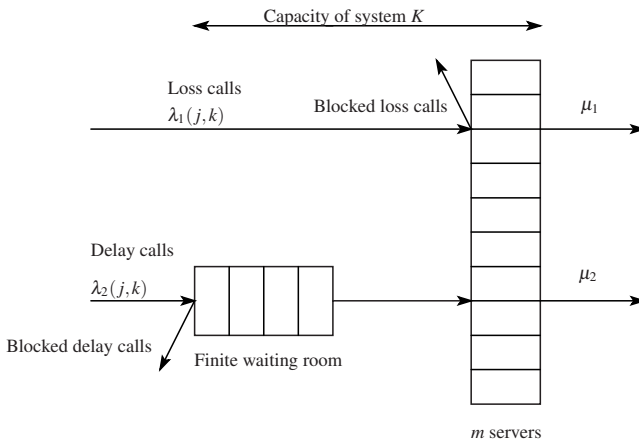 Capacity of system K
Loss calls
λ₁(j,k)
Blocked loss calls
μ₁
Delay calls
λ₂(j,k)
μ₂
Blocked delay calls
Finite waiting room
m servers